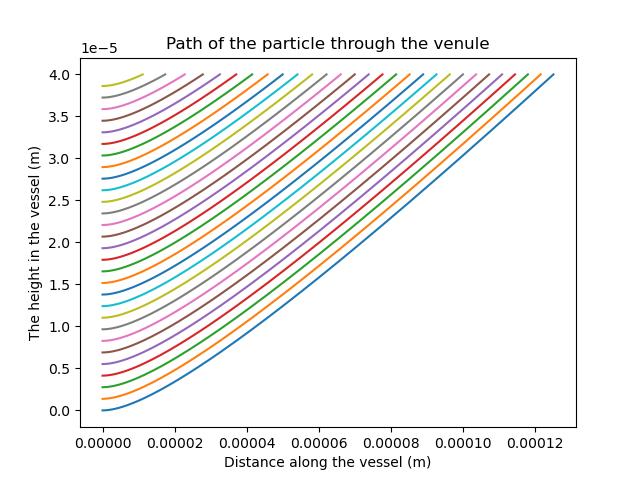 Path of the particle through the venule
1e−5
4.0
3.5
3.0
2.5
2.0
1.5
1.0
0.5
0.0
The height in the vessel (m)
0.00000 0.00002 0.00004 0.00006 0.00008 0.00010 0.00012
Distance along the vessel (m)